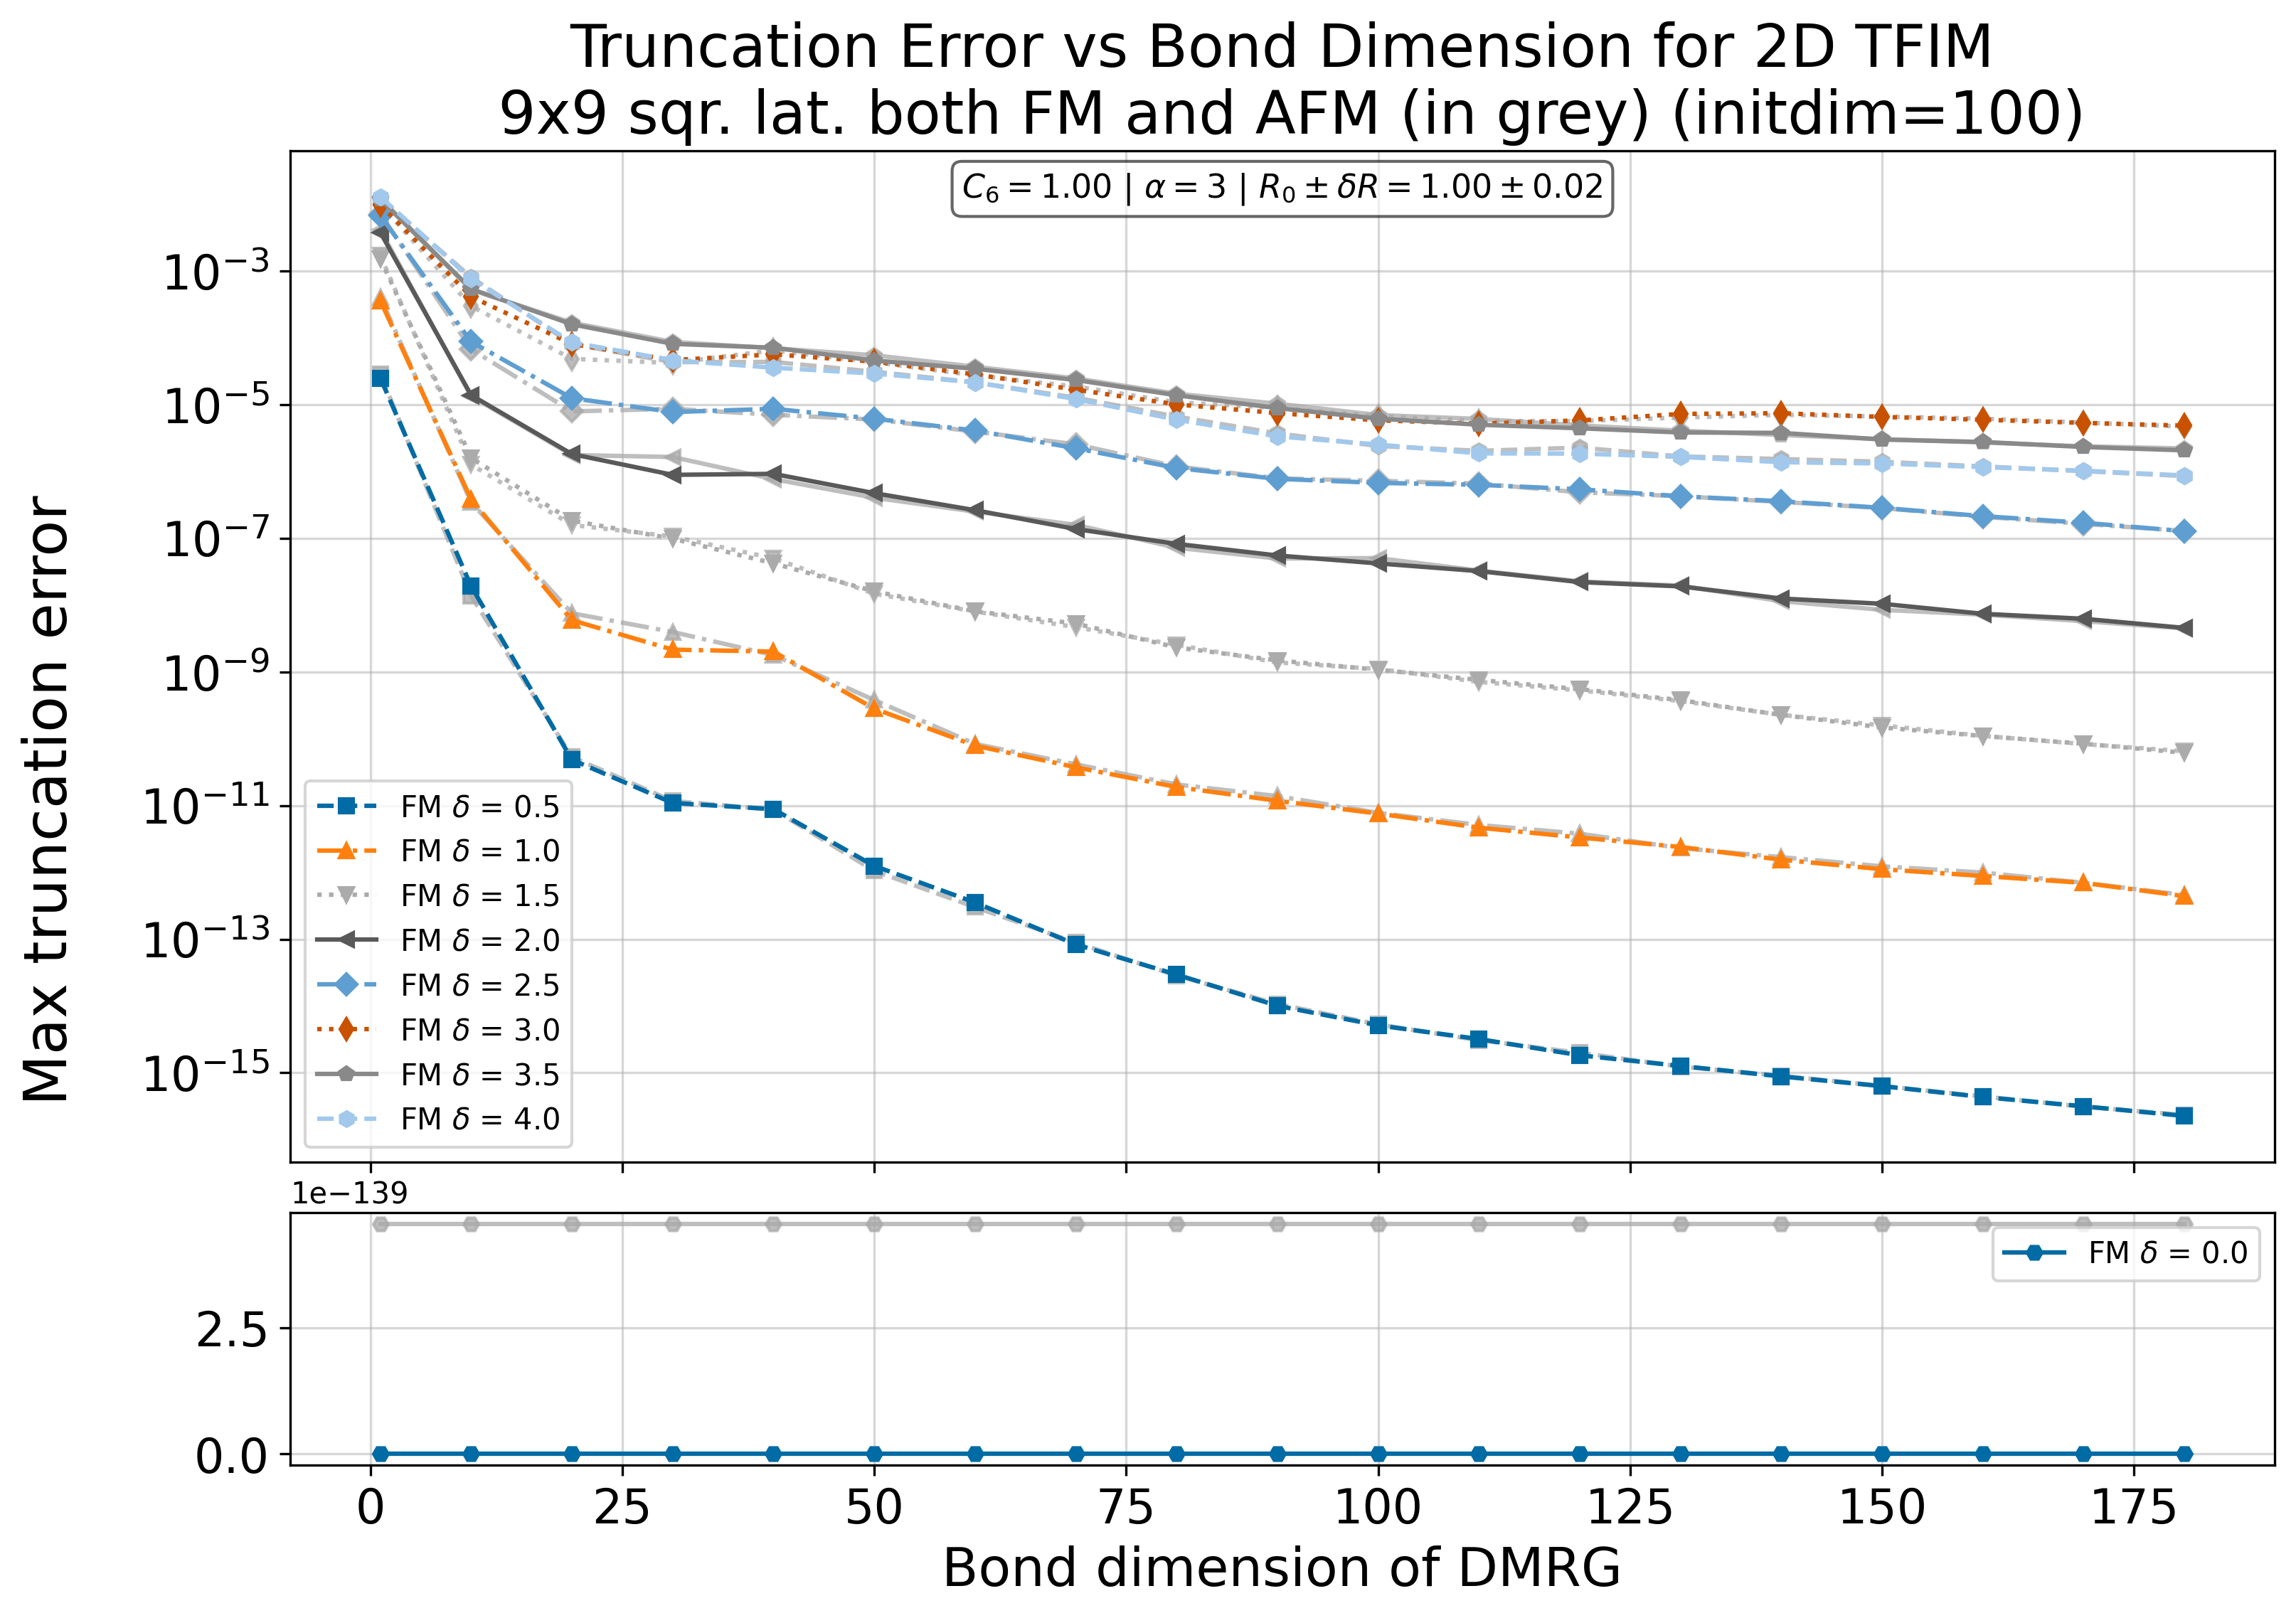 Truncation Error vs Bond Dimension for 2D TFIM
9x9 sqr. lat. both FM and AFM (in grey) (initdim=100)
C₆ = 1.00 | α = 3 | R₀ ± δR = 1.00 ± 0.02
Max truncation error
10⁻³
10⁻⁵
10⁻⁷
10⁻⁹
10⁻¹¹
10⁻¹³
10⁻¹⁵
FM δ = 0.5
FM δ = 1.0
FM δ = 1.5
FM δ = 2.0
FM δ = 2.5
FM δ = 3.0
FM δ = 3.5
FM δ = 4.0
1e−139
FM δ = 0.0
2.5
0.0
0 25 50 75 100 125 150 175
Bond dimension of DMRG